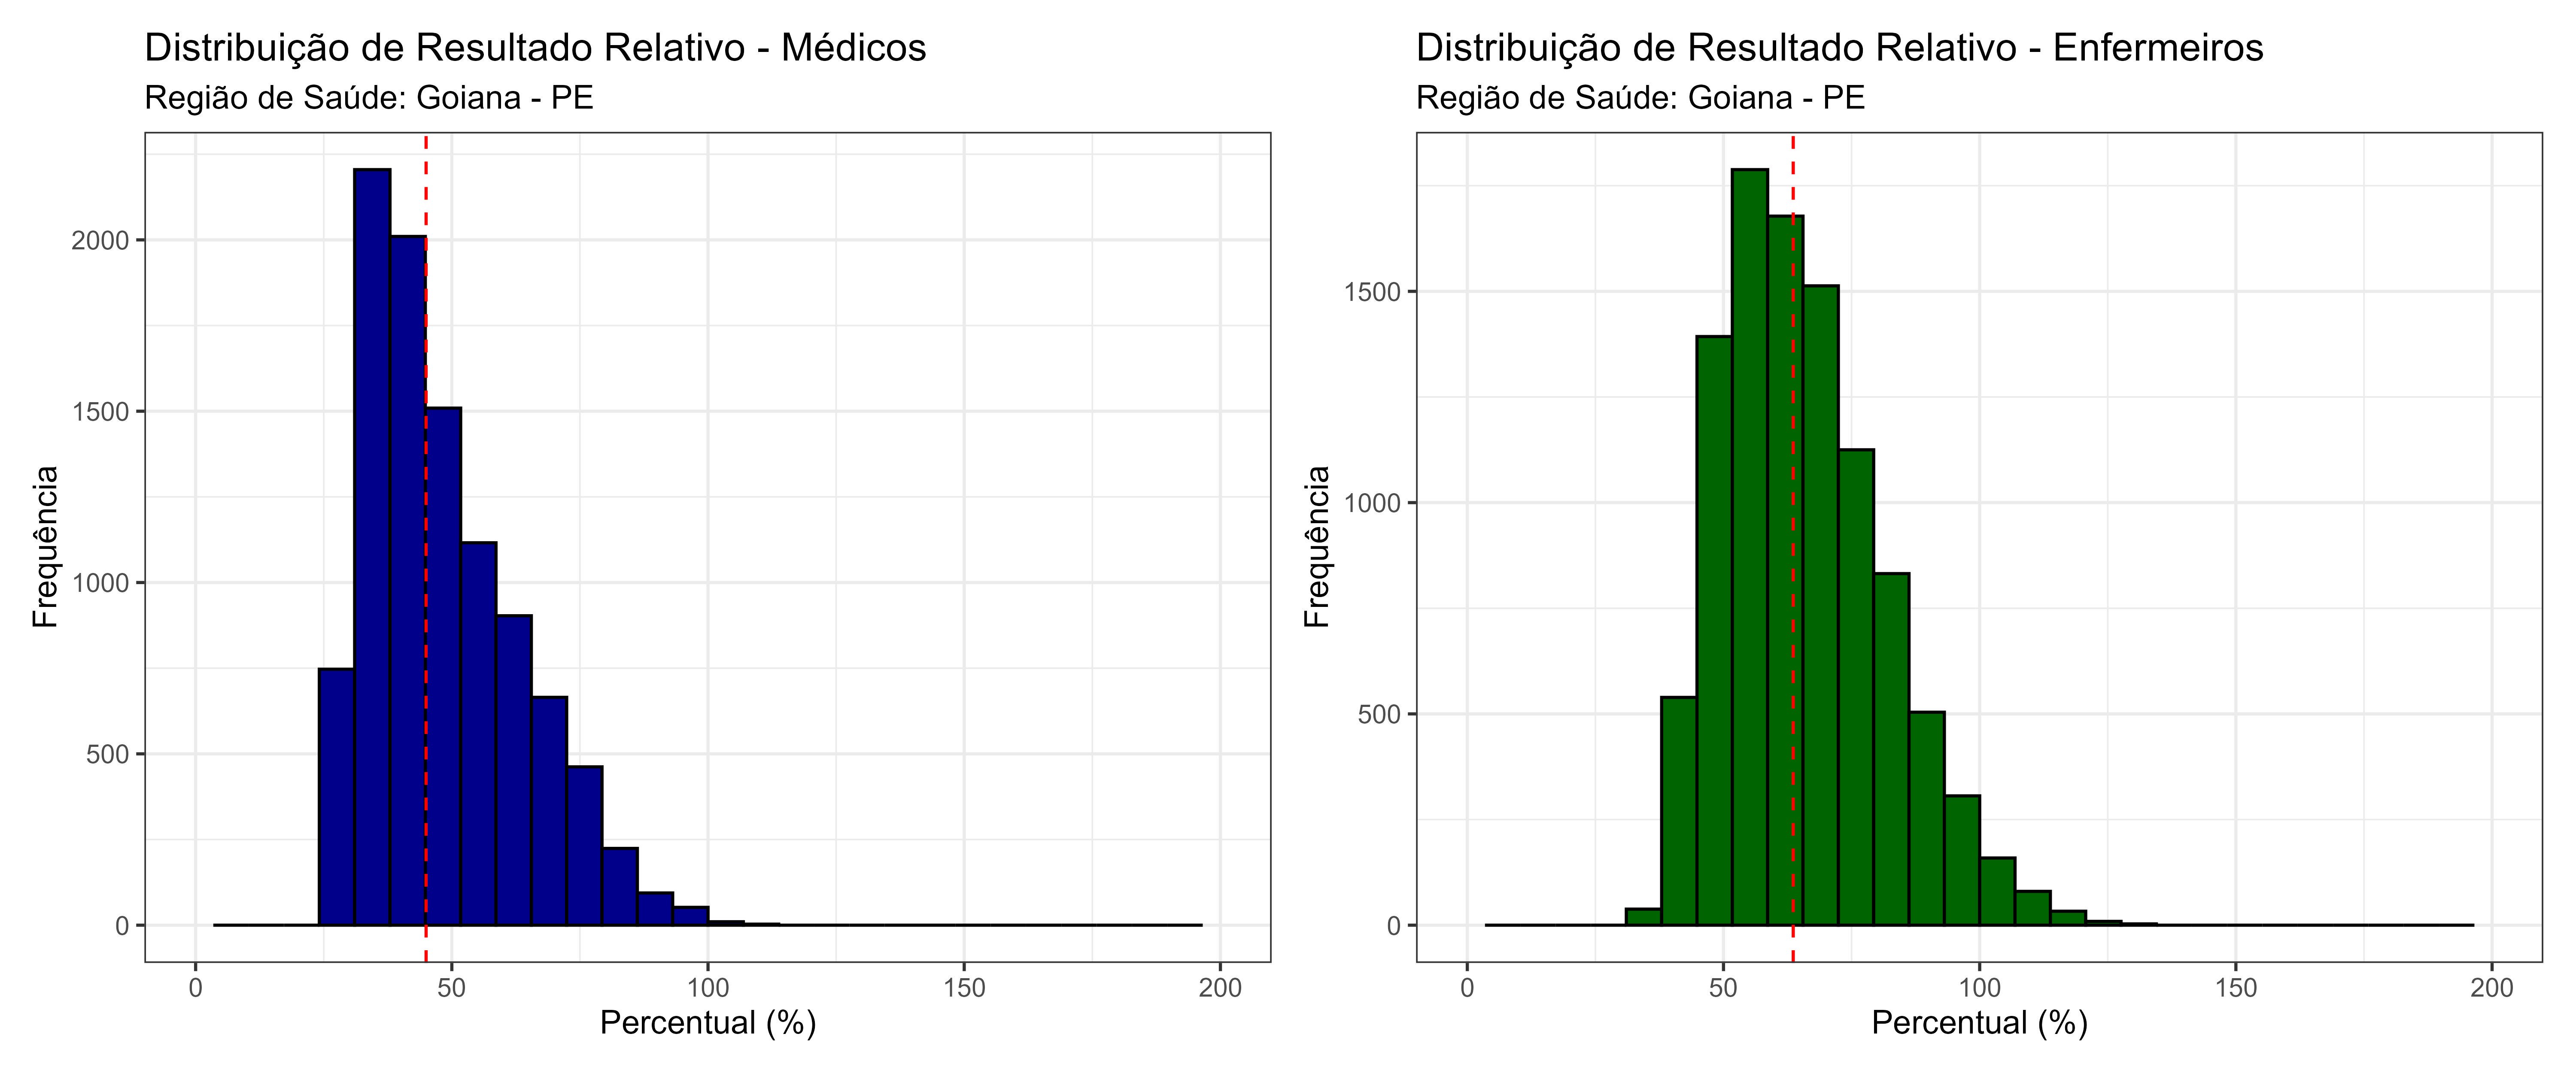 Distribuição de Resultado Relativo - Médicos
Região de Saúde: Goiana - PE
Frequência
2000
1500
1000
500
0
0 50 100 150 200
Percentual (%)
Distribuição de Resultado Relativo - Enfermeiros
Região de Saúde: Goiana - PE
Frequência
1500
1000
500
0
0 50 100 150 200
Percentual (%)